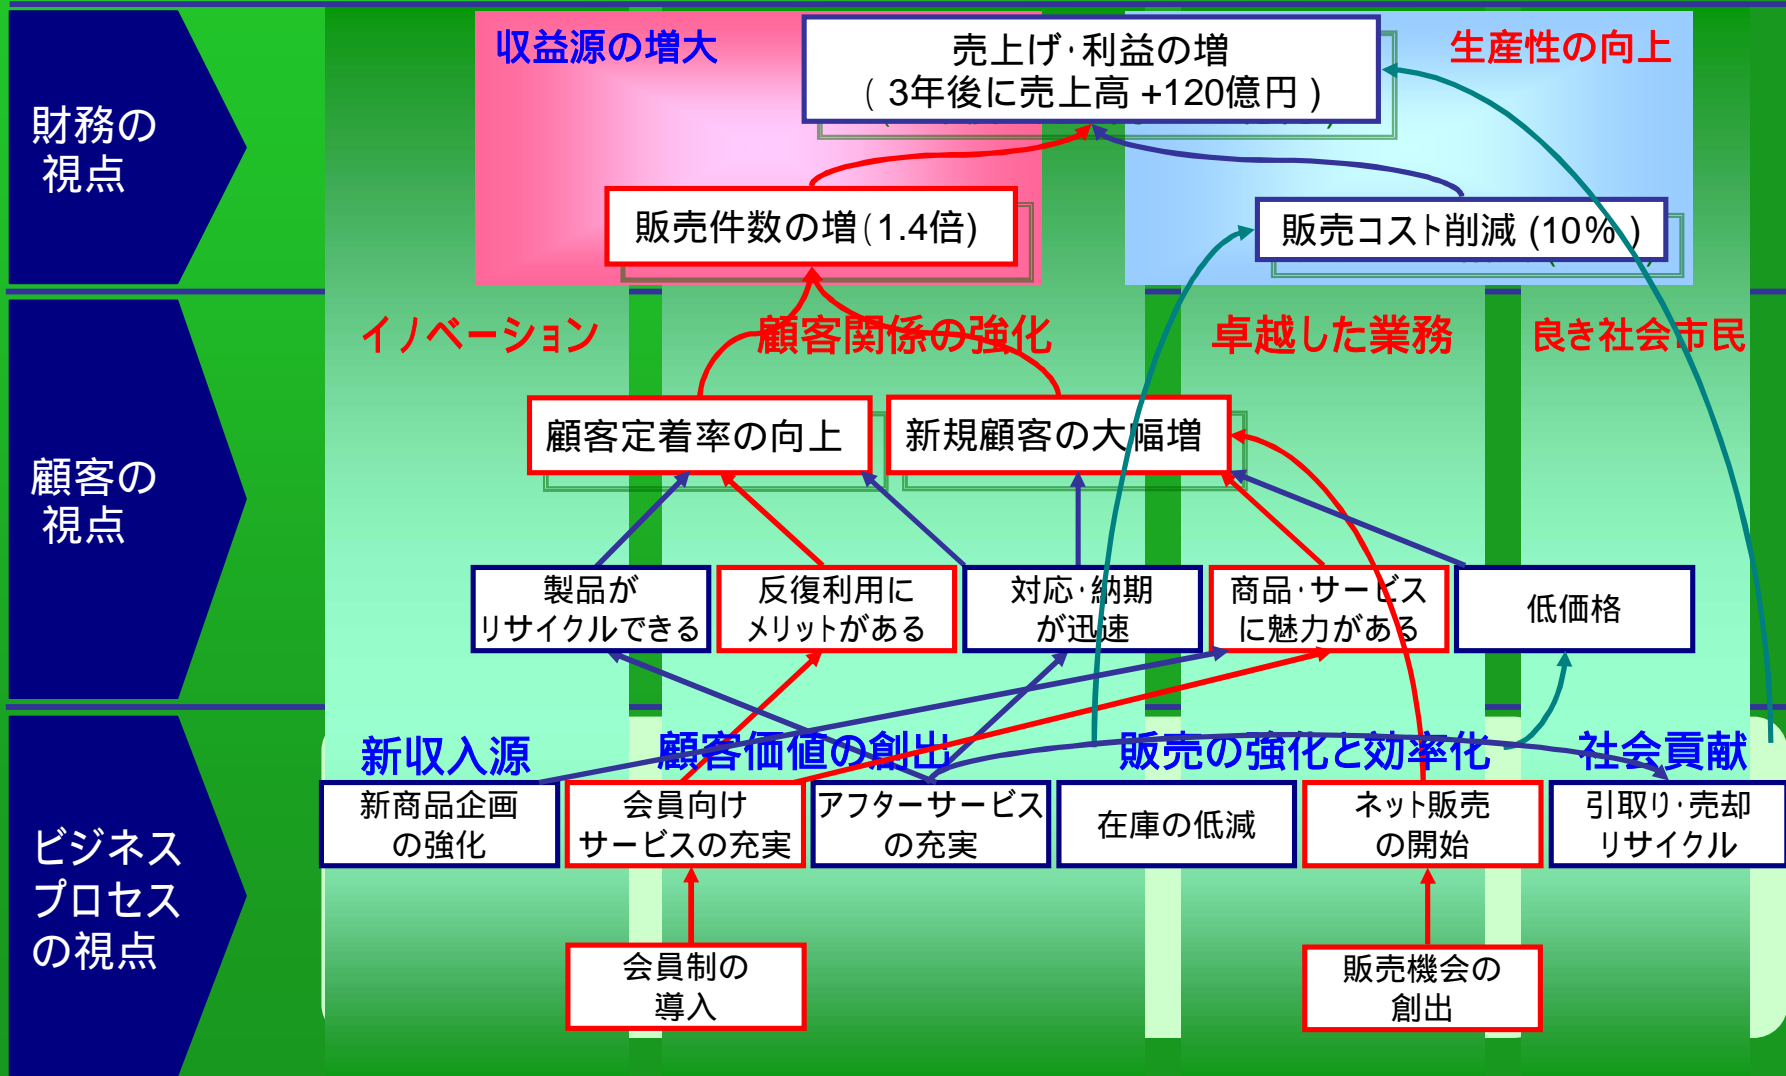 収益源の増大
売上げ・利益の増
( 3年後に売上高 +120億円 )
生産性の向上
財務の
視点
販売件数の増(1.4倍)
販売コスト削減 (10% )
イノベーション
顧客関係の強化
卓越した業務
良き社会市民
顧客の
視点
顧客定着率の向上
新規顧客の大幅増
製品が
リサイクルできる
反復利用に
メリットがある
対応・納期
が迅速
商品・サービス
に魅力がある
低価格
新収入源
顧客価値の創出
販売の強化と効率化
社会貢献
ビジネス
プロセス
の視点
新商品企画
の強化
会員向け
サービスの充実
アフターサービス
の充実
在庫の低減
ネット販売
の開始
引取り・売却
リサイクル
会員制の
導入
販売機会の
創出